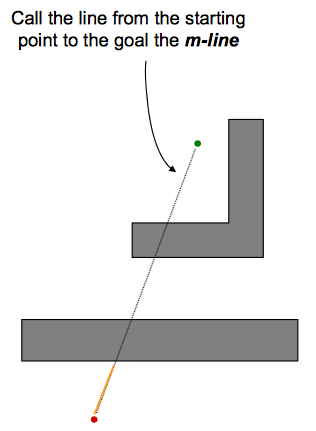 Call the line from the starting
point to the goal the m-line